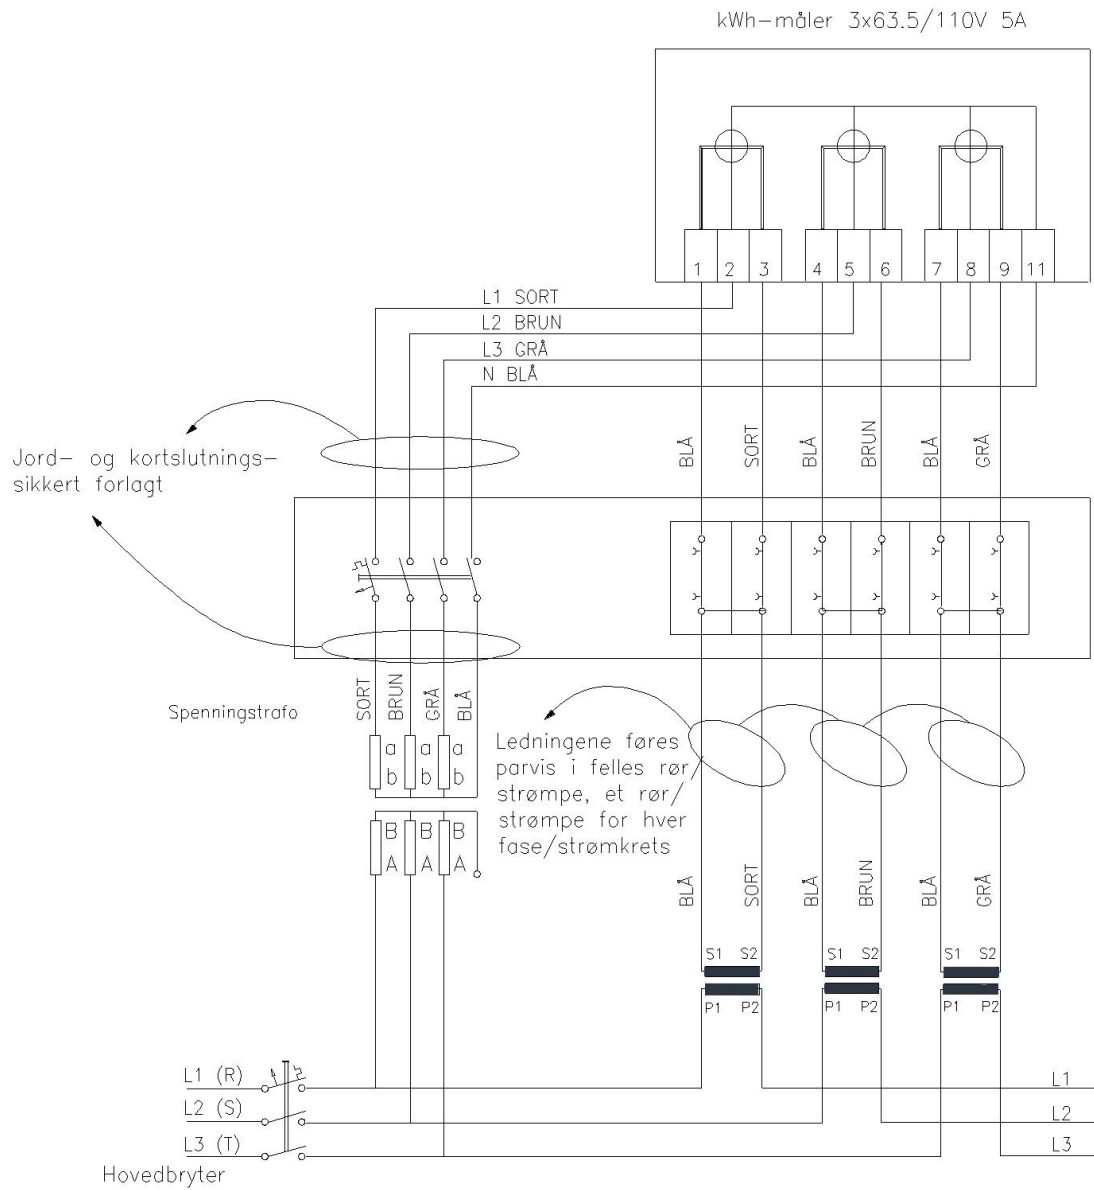 kWh-måler 3x63.5/110V 5A
1 2 3 4 5 6 7 8 9 11
L1 SORT
L2 BRUN
L3 GRÅ
N BLÅ
BLÅ SORT BLÅ BRUN BLÅ GRÅ
Jord- og kortslutnings-
sikkert forlagt
SORT BRUN GRÅ BLÅ
Spenningstrafo
a a a
b b b
Ledningene føres
parvis i felles rør/
strømpe, et rør/
strømpe for hver
fase/strømkrets
B B B
A A A
BLÅ SORT BLÅ BRUN BLÅ GRÅ
S1 S2 S1 S2 S1 S2
P1 P2 P1 P2 P1 P2
L1 (R) L1
L2 (S) L2
L3 (T) L3
Hovedbryter